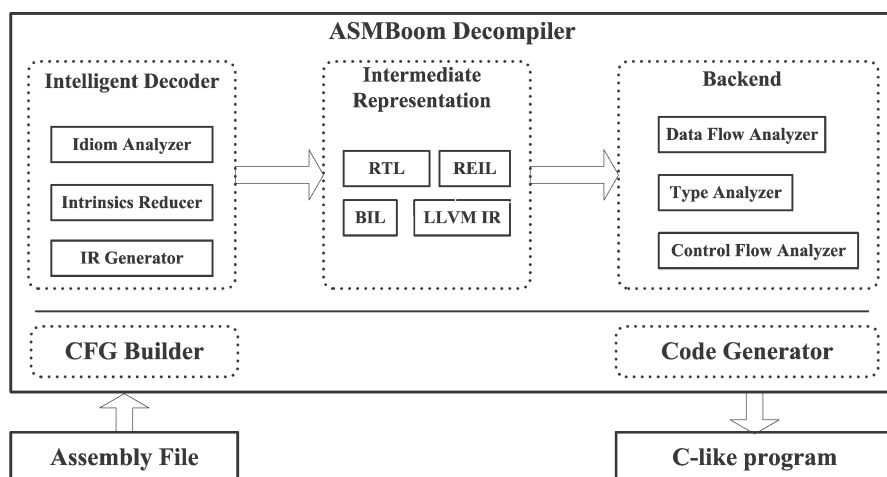 ASMBoom Decompiler
Intelligent Decoder
Idiom Analyzer
Intrinsics Reducer
IR Generator
Intermediate
Representation
RTL
REIL
BIL
LLVM IR
Backend
Data Flow Analyzer
Type Analyzer
Control Flow Analyzer
CFG Builder
Code Generator
Assembly File
C-like program